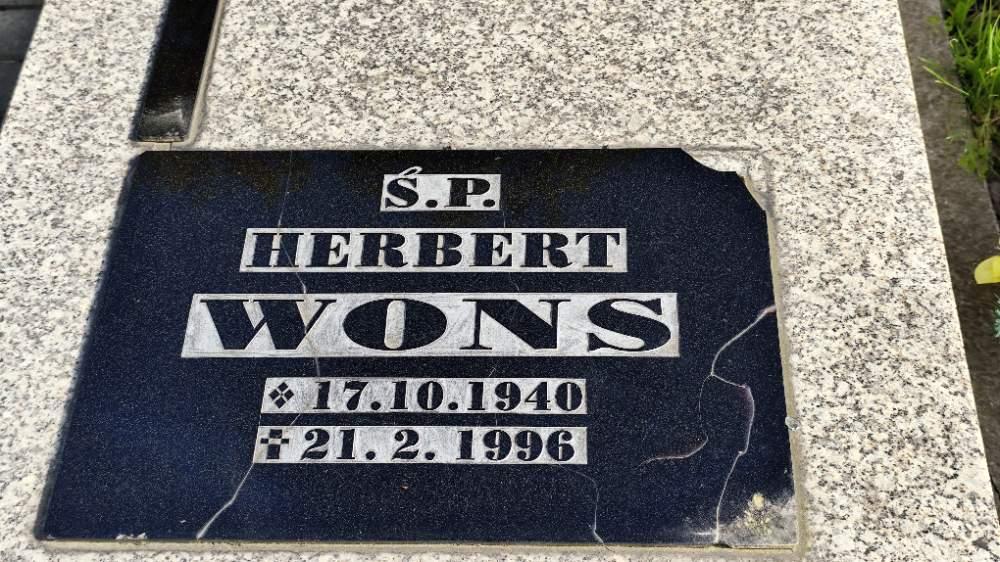 Ś.P.
HERBERT
WONS
17.10.1940
21. 2. 1996